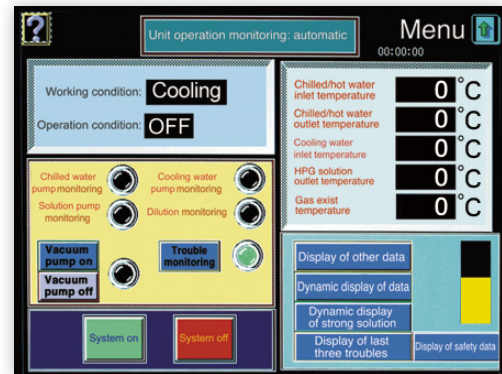 ?
Unit operation monitoring: automatic
Menu
00:00:00
Working condition: Cooling
Operation condition: OFF
Chilled/hot water
inlet temperature
0 °C
Chilled/hot water
outlet temperature
0 °C
Cooling water
inlet temperature
0 °C
HPG solution
outlet temperature
0 °C
Gas exist
temperature
0 °C
Chilled water
pump monitoring
Cooling water
pump monitoring
Solution pump
monitoring
Dilution monitoring
Vacuum
pump on
Vacuum
pump off
Trouble
monitoring
System on
System off
Display of other data
Dynamic display of data
Dynamic display
of strong solution
Display of last
three troubles
Display of safety data